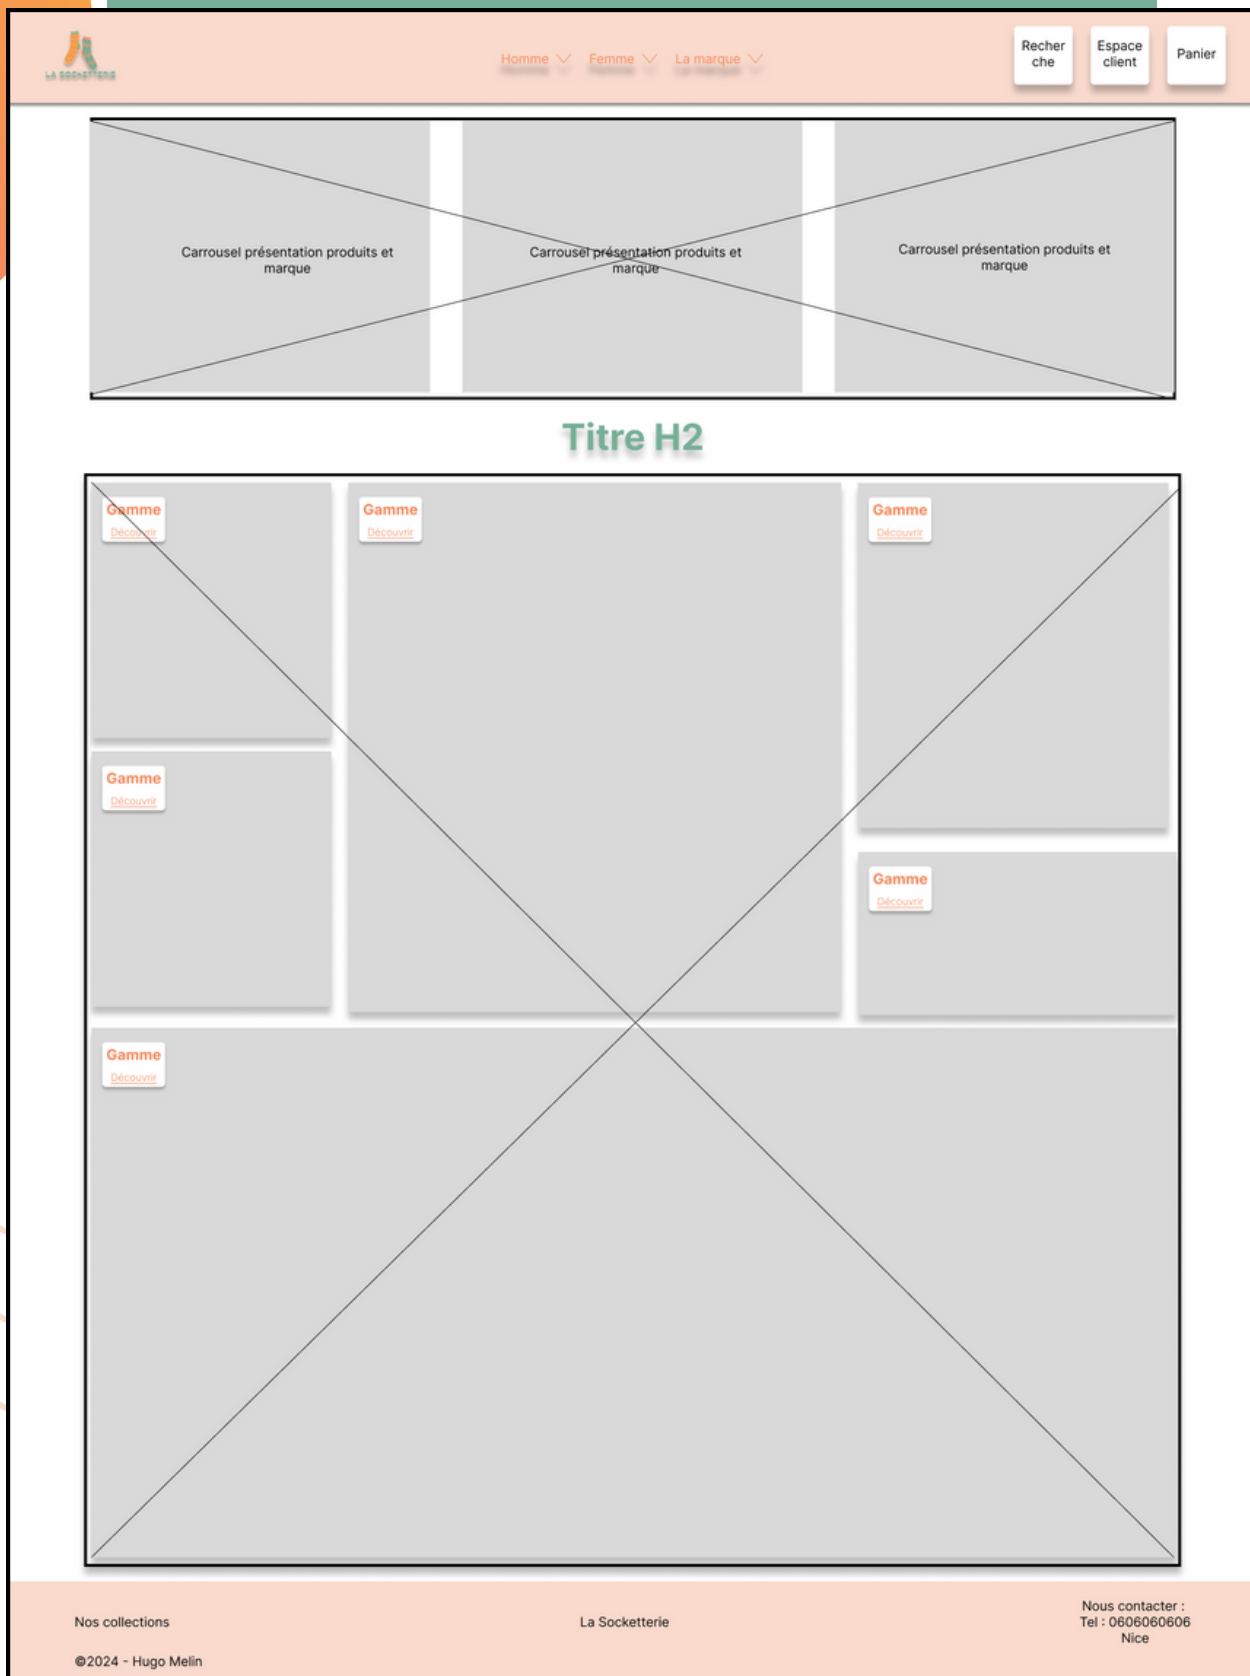 LA SOCKETTERIE
Homme
Femme
La marque
Recher
che
Espace
client
Panier
Carrousel présentation produits et
marque
Carrousel présentation produits et
marque
Carrousel présentation produits et
marque
Titre H2
Gamme
Découvrir
Gamme
Découvrir
Gamme
Découvrir
Gamme
Découvrir
Gamme
Découvrir
Gamme
Découvrir
Nos collections
La Socketterie
Nous contacter :
Tel : 0606060606
Nice
©2024 - Hugo Melin